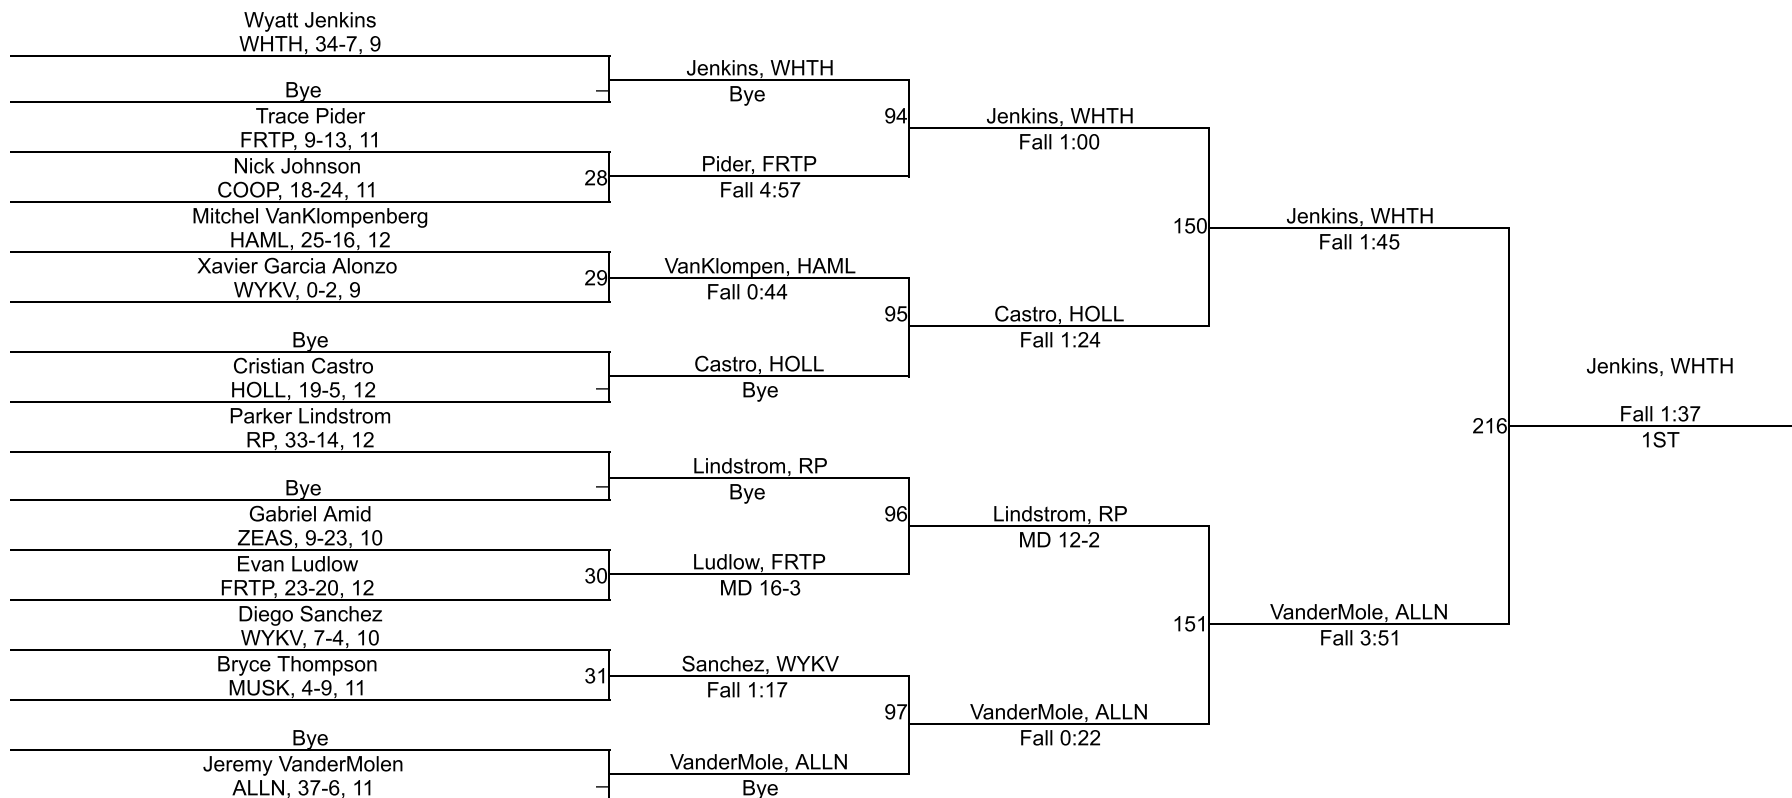 Wyatt Jenkins
WHTH, 34-7, 9
Bye
Trace Pider
FRTP, 9-13, 11
Nick Johnson
COOP, 18-24, 11
28
Mitchel VanKlompenberg
HAML, 25-16, 12
Xavier Garcia Alonzo
WYKV, 0-2, 9
29
Bye
Cristian Castro
HOLL, 19-5, 12
Parker Lindstrom
RP, 33-14, 12
Bye
Gabriel Amid
ZEAS, 9-23, 10
Evan Ludlow
FRTP, 23-20, 12
30
Diego Sanchez
WYKV, 7-4, 10
Bryce Thompson
MUSK, 4-9, 11
31
Bye
Jeremy VanderMolen
ALLN, 37-6, 11
Jenkins, WHTH
Bye
94
Pider, FRTP
Fall 4:57
VanKlompen, HAML
Fall 0:44
95
Castro, HOLL
Bye
Lindstrom, RP
Bye
96
Ludlow, FRTP
MD 16-3
Sanchez, WYKV
Fall 1:17
97
VanderMole, ALLN
Bye
Jenkins, WHTH
Fall 1:00
150
Castro, HOLL
Fall 1:24
Lindstrom, RP
MD 12-2
151
VanderMole, ALLN
Fall 0:22
Jenkins, WHTH
Fall 1:45
216
VanderMole, ALLN
Fall 3:51
Jenkins, WHTH
Fall 1:37
1ST